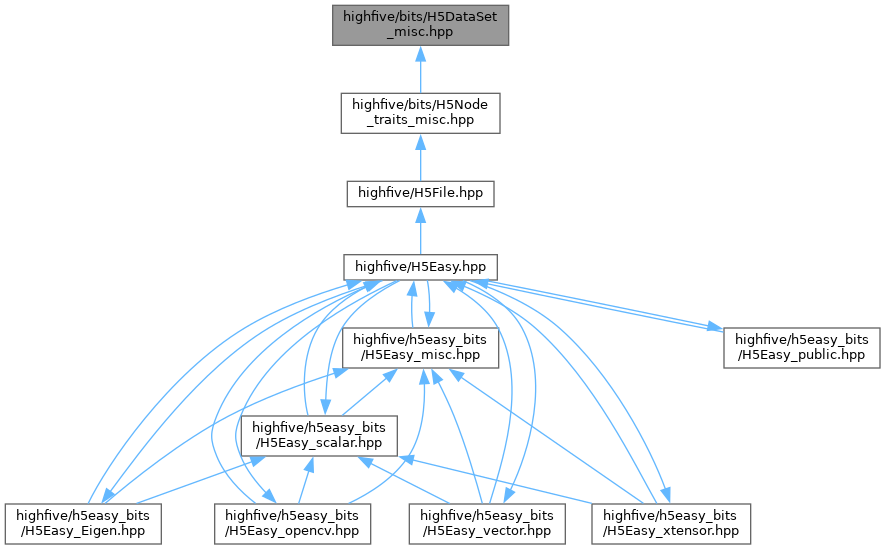 highfive/bits/H5DataSet
_misc.hpp
highfive/bits/H5Node
_traits_misc.hpp
highfive/H5File.hpp
highfive/H5Easy.hpp
highfive/h5easy_bits
/H5Easy_misc.hpp
highfive/h5easy_bits
/H5Easy_public.hpp
highfive/h5easy_bits
/H5Easy_scalar.hpp
highfive/h5easy_bits
/H5Easy_Eigen.hpp
highfive/h5easy_bits
/H5Easy_opencv.hpp
highfive/h5easy_bits
/H5Easy_vector.hpp
highfive/h5easy_bits
/H5Easy_xtensor.hpp